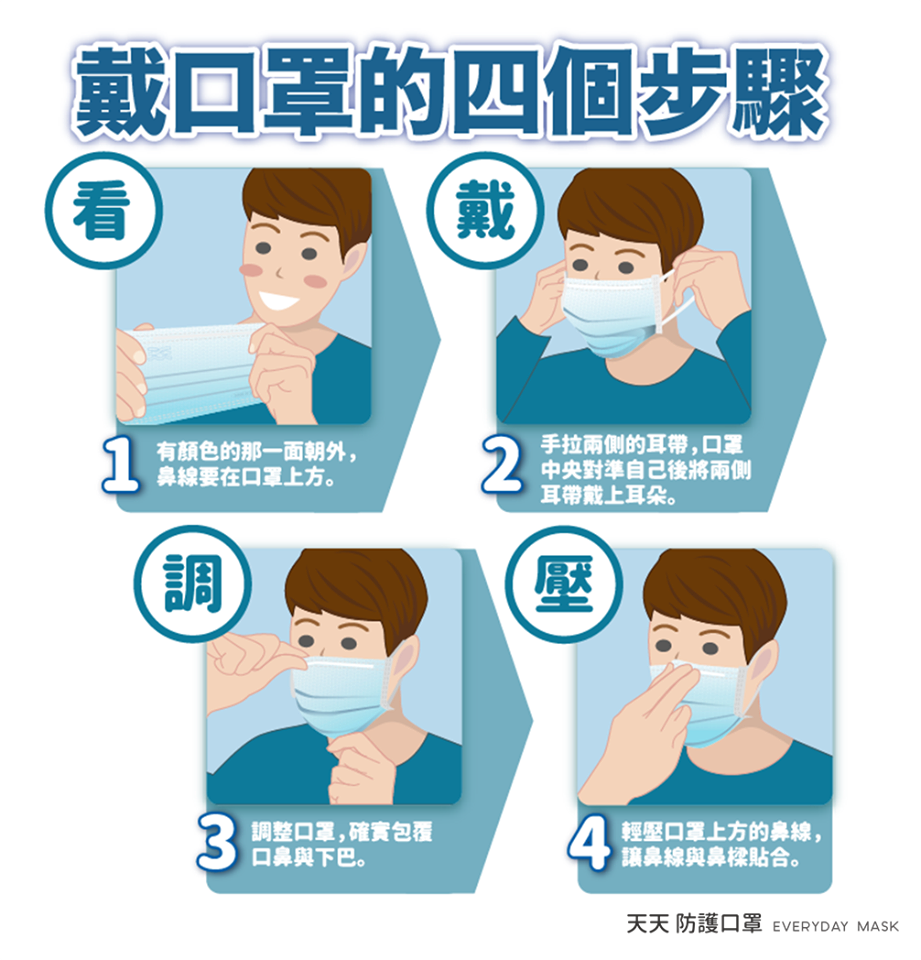 戴口罩的四個步驟
看
1
有顏色的那一面朝外，
鼻線要在口罩上方。
戴
2
手拉兩側的耳帶，口罩
中央對準自己後將兩側
耳帶戴上耳朵。
調
3
調整口罩，確實包覆
口鼻與下巴。
壓
4
輕壓口罩上方的鼻線，
讓鼻線與鼻樑貼合。
天天 防護口罩 EVERYDAY MASK